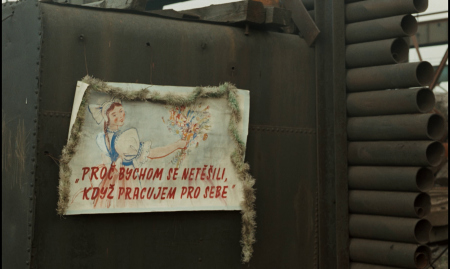 „PROČ BYCHOM SE NETĚŠILI,
KDYŽ PRACUJEM PRO SEBE"